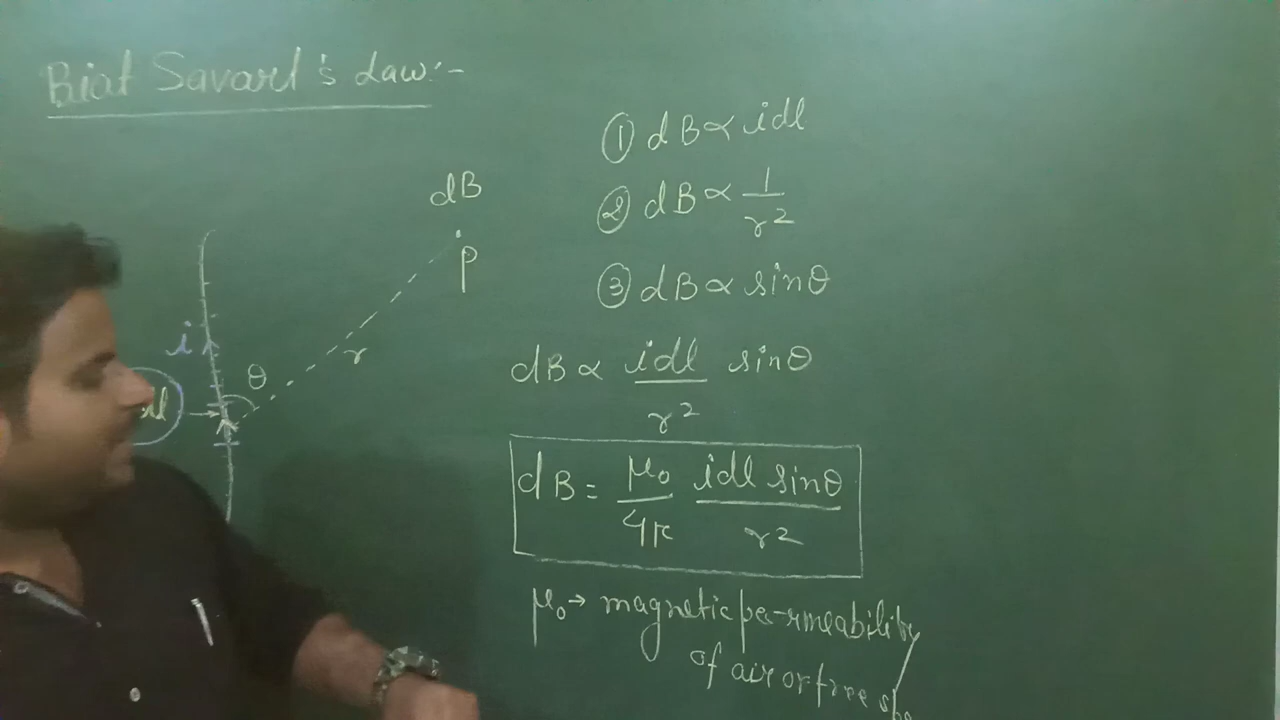 Biot Savart's Law:-
dB
P
r
θ
i
dl
① dB ∝ idl
② dB ∝ 1/r²
③ dB ∝ sinθ
dB ∝ idl/r² sinθ
dB = μ₀/4π idl sinθ/r²
μ₀ → magnetic permeability
of air or free